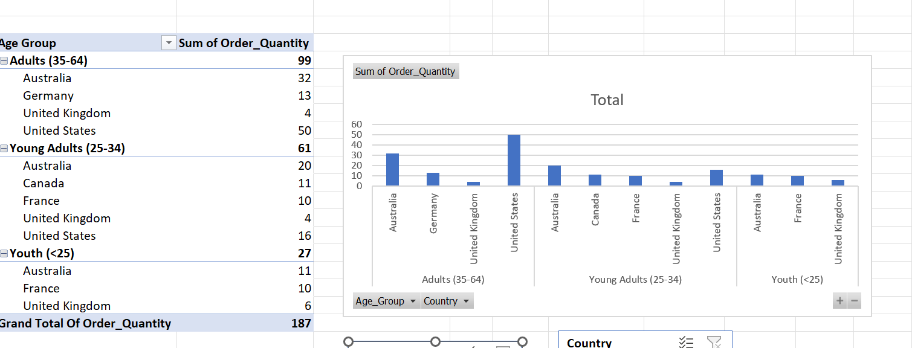 Age Group Sum of Order_Quantity
Adults (35-64) 99
Australia 32
Germany 13
United Kingdom 4
United States 50
Young Adults (25-34) 61
Australia 20
Canada 11
France 10
United Kingdom 4
United States 16
Youth (<25) 27
Australia 11
France 10
United Kingdom 6
Grand Total Of Order_Quantity 187
Sum of Order_Quantity
Total
60
50
40
30
20
10
0
Australia
Germany
United Kingdom
United States
Australia
Canada
France
United Kingdom
United States
Australia
France
United Kingdom
Adults (35-64) Young Adults (25-34) Youth (<25)
Age_Group Country
Country